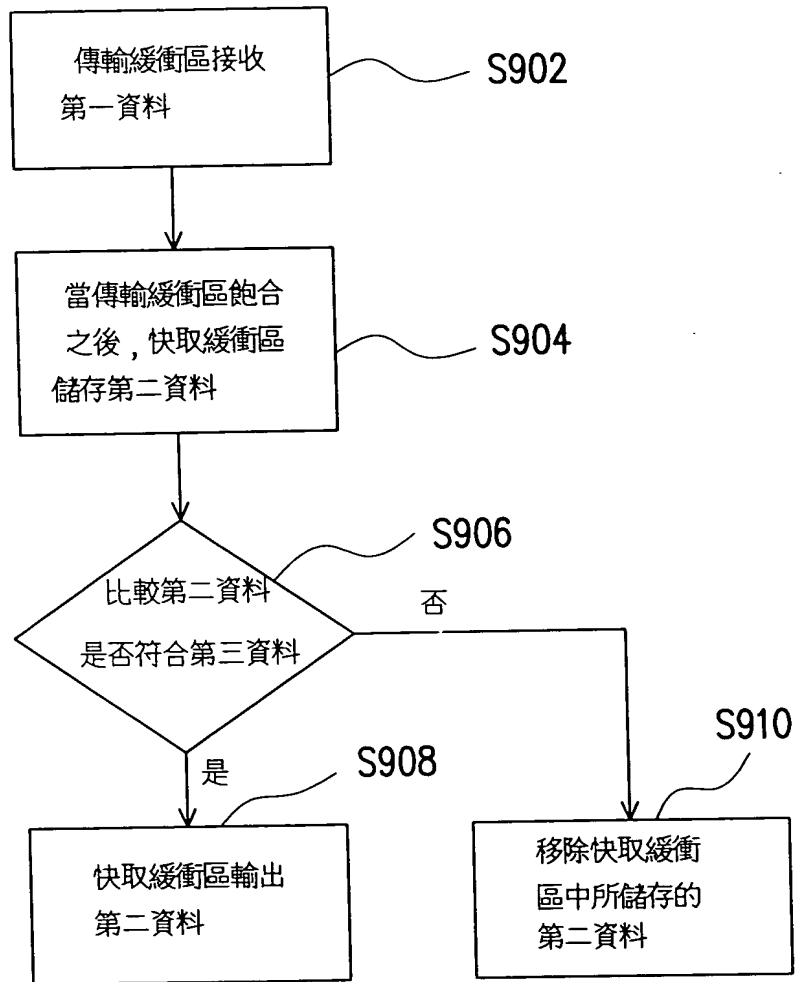 傳輸緩衝區接收
第一資料
S902
當傳輸緩衝區飽合
之後，快取緩衝區
儲存第二資料
S904
比較第二資料
是否符合第三資料
S906
否
是
S908
快取緩衝區輸出
第二資料
S910
移除快取緩衝
區中所儲存的
第二資料